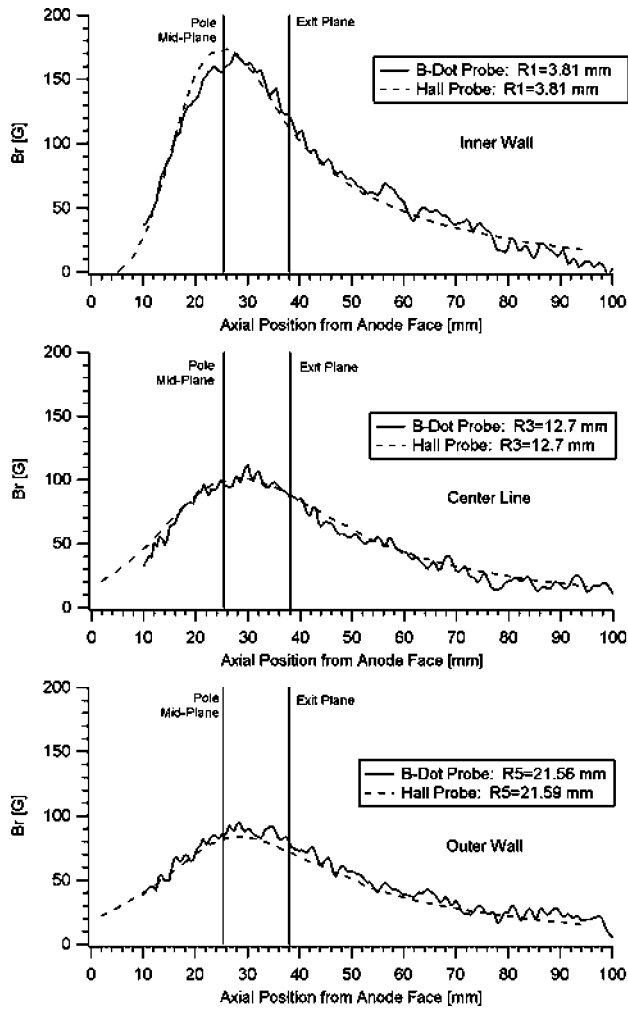 Pole
Mid-Plane
Exit Plane
200
150
100
50
0
Br [G]
B-Dot Probe: R1=3.81 mm
Hall Probe: R1=3.81 mm
Inner Wall
0 10 20 30 40 50 60 70 80 90 100
Axial Position from Anode Face [mm]
Pole
Mid-Plane
Exit Plane
200
150
100
50
0
Br [G]
B-Dot Probe: R3=12.7 mm
Hall Probe: R3=12.7 mm
Center Line
0 10 20 30 40 50 60 70 80 90 100
Axial Position from Anode Face [mm]
Pole
Mid-Plane
Exit Plane
200
150
100
50
0
Br [G]
B-Dot Probe: R5=21.56 mm
Hall Probe: R5=21.59 mm
Outer Wall
0 10 20 30 40 50 60 70 80 90 100
Axial Position from Anode Face [mm]